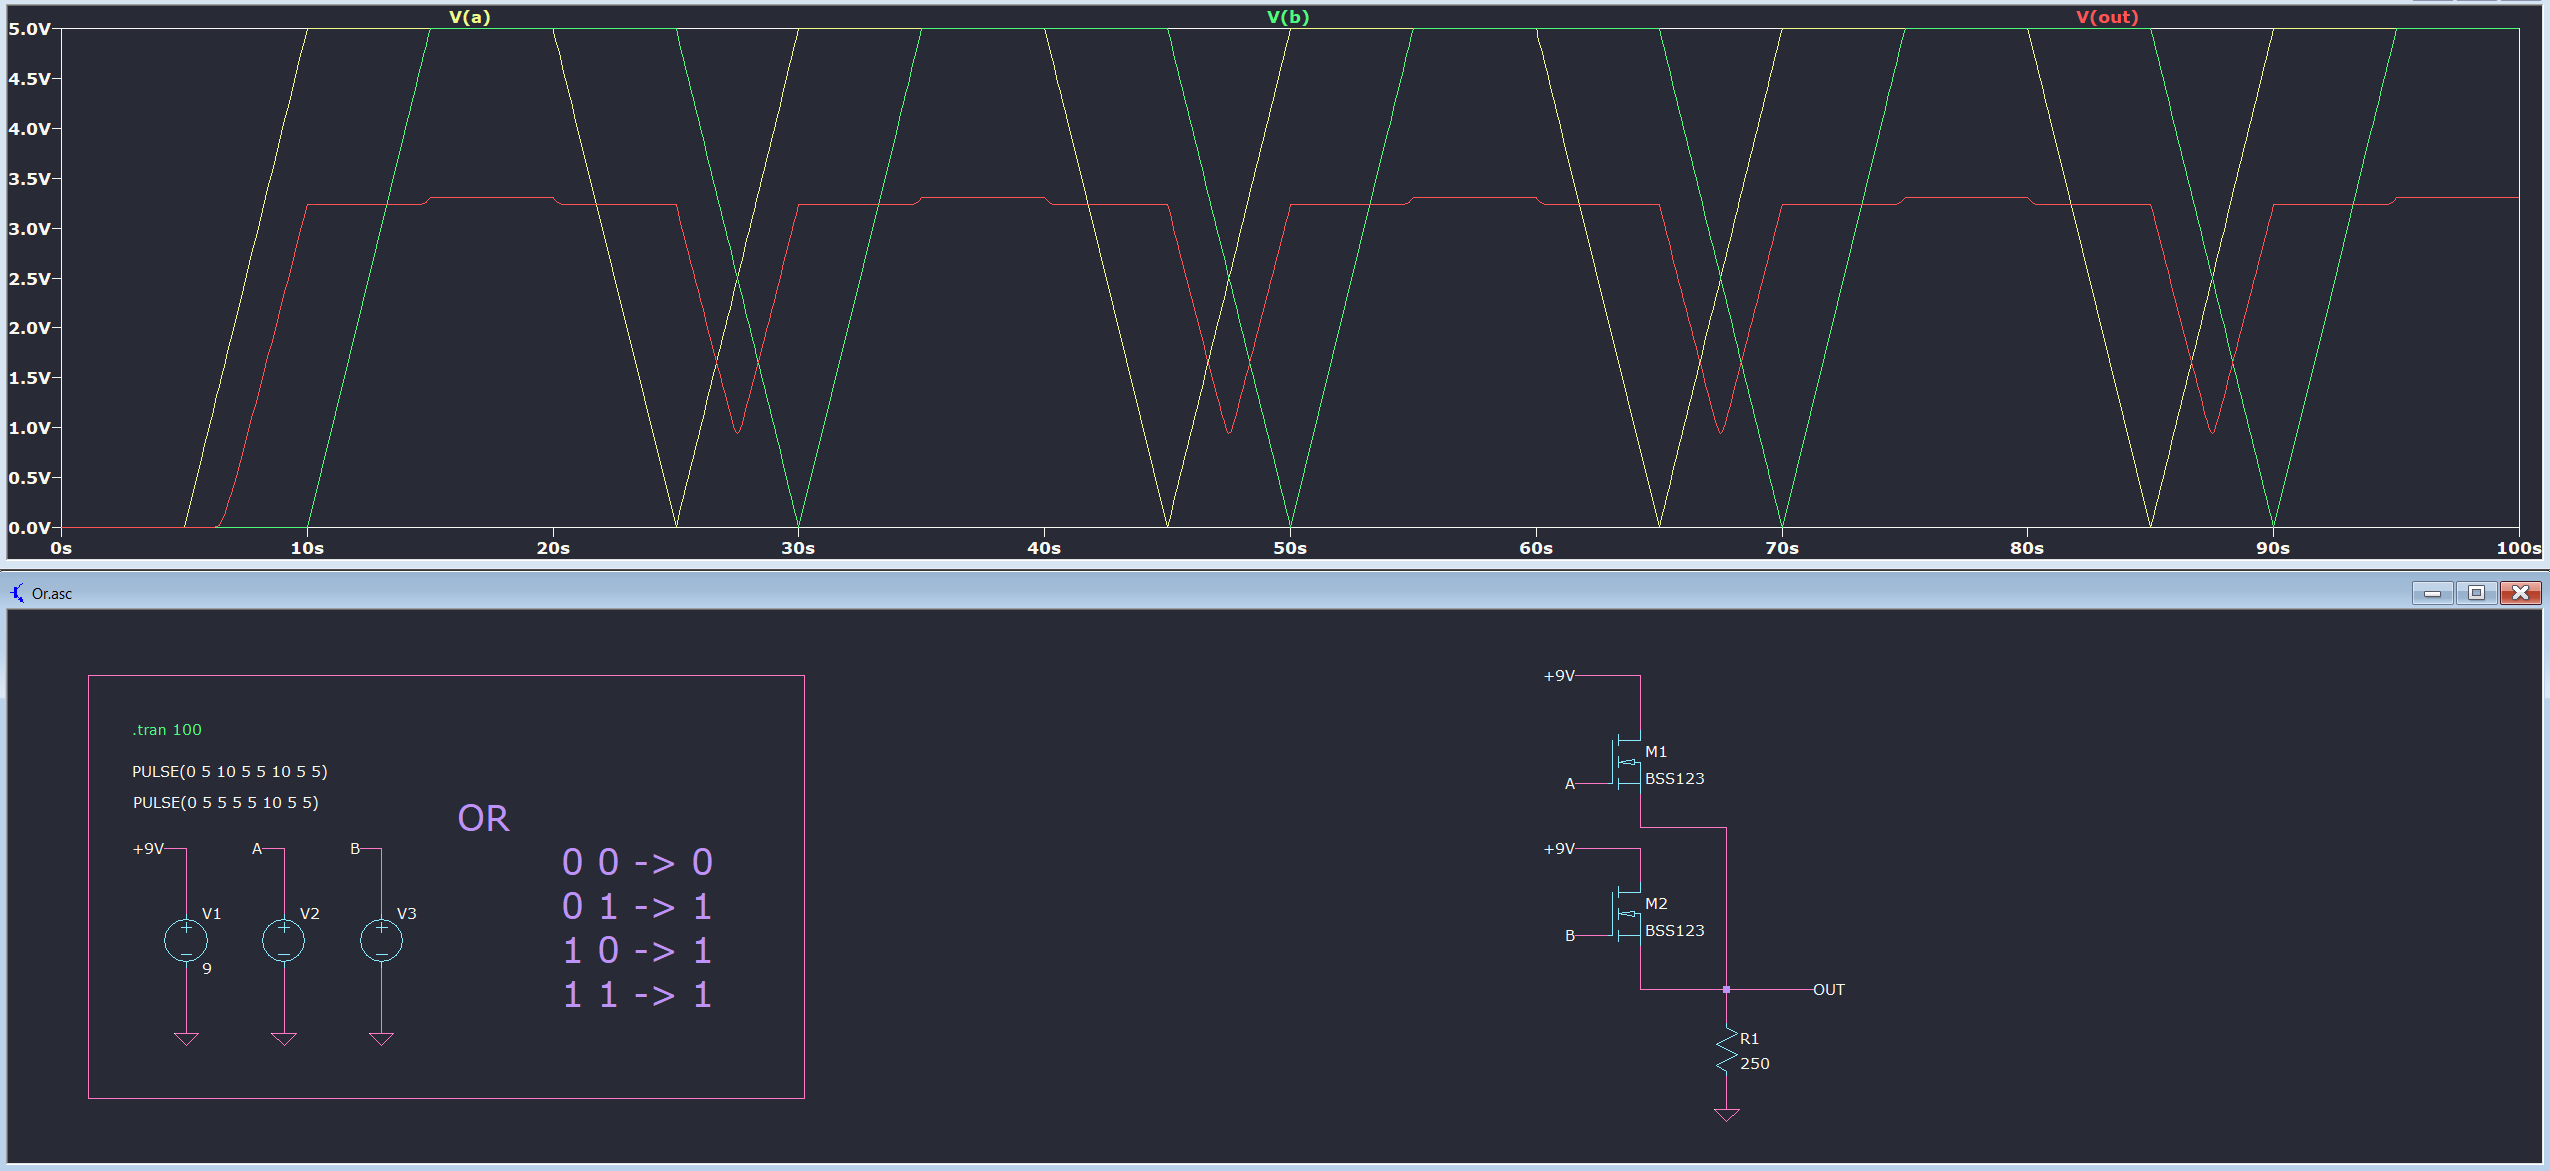 V(a) V(b) V(out)
5.0V
4.5V
4.0V
3.5V
3.0V
2.5V
2.0V
1.5V
1.0V
0.5V
0.0V
0s 10s 20s 30s 40s 50s 60s 70s 80s 90s 100s
Or.asc
.tran 100
PULSE(0 5 10 5 5 10 5 5)
PULSE(0 5 5 5 5 10 5 5)
OR
0 0 -> 0
0 1 -> 1
1 0 -> 1
1 1 -> 1
+9V A B
V1 V2 V3
9
+9V
M1
BSS123
A
+9V
M2
BSS123
B
OUT
R1
250